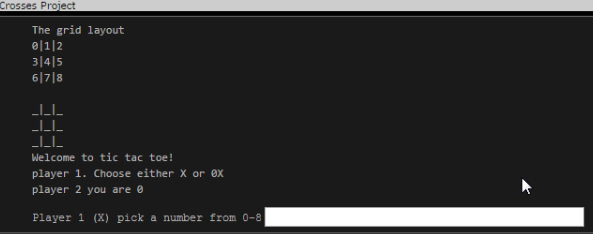 Crosses Project
The grid layout
0|1|2
3|4|5
6|7|8
_|_|_
_|_|_
_|_|_
Welcome to tic tac toe!
player 1. Choose either X or 0X
player 2 you are 0
Player 1 (X) pick a number from 0-8